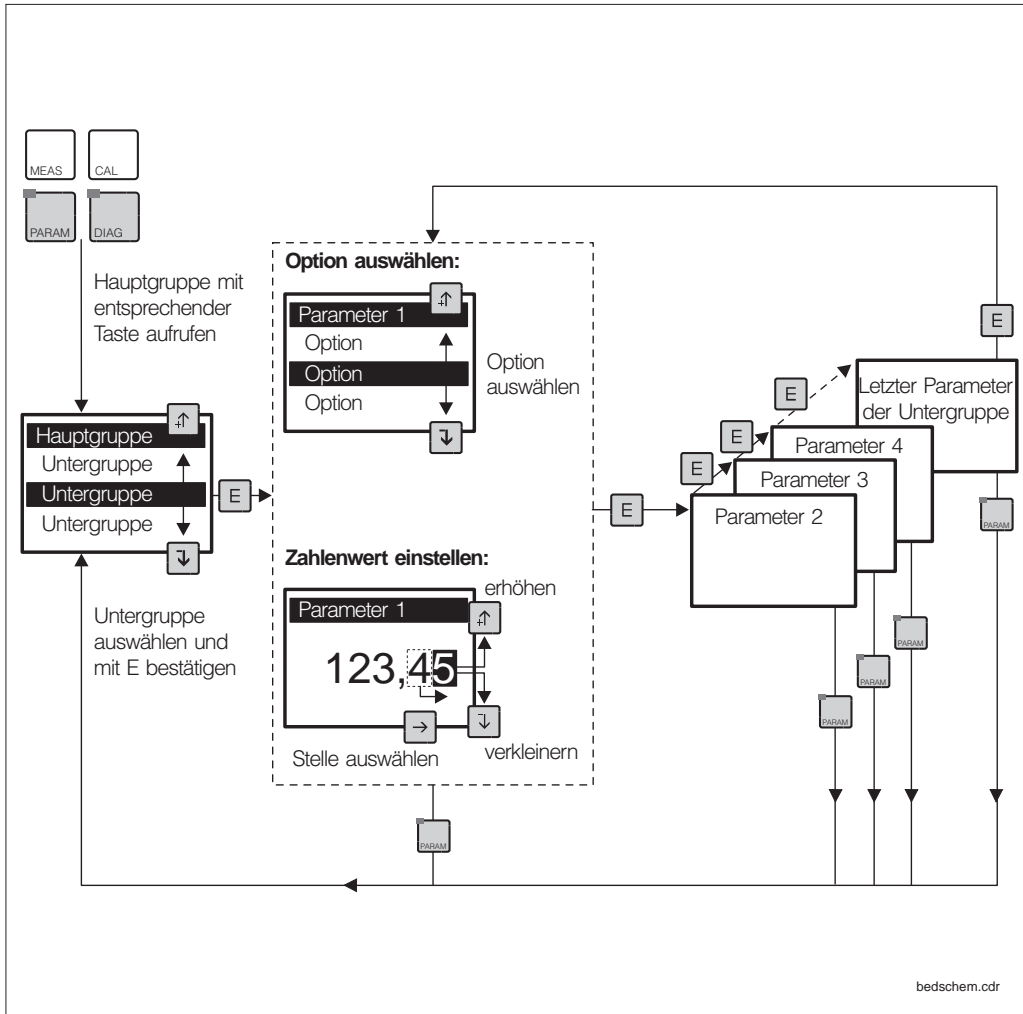 MEAS
CAL
PARAM
DIAG
Hauptgruppe mit
entsprechender
Taste aufrufen
Hauptgruppe
Untergruppe
Untergruppe
Untergruppe
E
Untergruppe
auswählen und
mit E bestätigen
Option auswählen:
Parameter 1
Option
Option
Option
Option
auswählen
Zahlenwert einstellen:
erhöhen
Parameter 1
123,45
Stelle auswählen
verkleinern
PARAM
E
Parameter 2
E
Parameter 3
E
Parameter 4
E
Letzter Parameter
der Untergruppe
E
PARAM
PARAM
PARAM
PARAM
bedschem.cdr